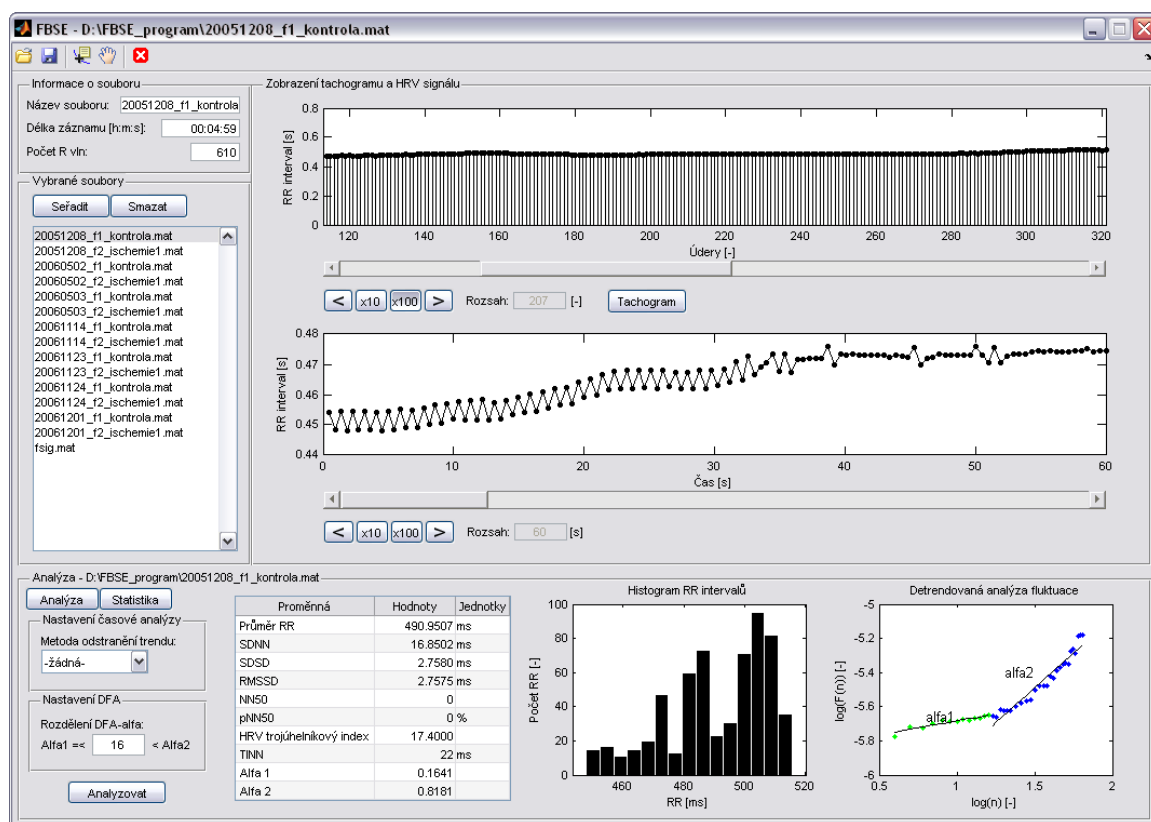 FBSE - D:\FBSE_program\20051208_f1_kontrola.mat
Informace o souboru
Název souboru: 20051208_f1_kontrola
Délka záznamu [h:m:s]: 00:04:59
Počet R vln: 610
Vybrané soubory
Seřadit Smazat
20051208_f1_kontrola.mat
20051208_f2_ischemie1.mat
20060502_f1_kontrola.mat
20060502_f2_ischemie1.mat
20060503_f1_kontrola.mat
20060503_f2_ischemie1.mat
20061114_f1_kontrola.mat
20061114_f2_ischemie1.mat
20061123_f1_kontrola.mat
20061123_f2_ischemie1.mat
20061124_f1_kontrola.mat
20061124_f2_ischemie1.mat
20061201_f1_kontrola.mat
20061201_f2_ischemie1.mat
fsig.mat
Zobrazení tachogramu a HRV signálu
RR interval [s]
0.8
0.6
0.4
0.2
0
120 140 160 180 200 220 240 260 280 300 320
Údery [-]
< x10 x100 > Rozsah: 207 [-] Tachogram
RR interval [s]
0.48
0.47
0.46
0.45
0.44
0 10 20 30 40 50 60
Čas [s]
< x10 x100 > Rozsah: 60 [s]
Analýza - D:\FBSE_program\20051208_f1_kontrola.mat
Analýza Statistika
Nastavení časové analýzy
Metoda odstranění trendu:
-žádná-
Nastavení DFA
Rozdělení DFA-alfa:
Alfa1 =< 16 < Alfa2
Analyzovat
Proměnná Hodnoty Jednotky
Průměr RR 490.9507 ms
SDNN 16.8502 ms
SDSD 2.7580 ms
RMSSD 2.7575 ms
NN50 0
pNN50 0 %
HRV trojúhelníkový index 17.4000
TINN 22 ms
Alfa 1 0.1641
Alfa 2 0.8181
Histogram RR intervalů
Počet RR [-]
100
80
60
40
20
0
460 480 500 520
RR [ms]
Detrendovaná analýza fluktuace
log(F(n)) [-]
-5
-5.2
-5.4
-5.6
-5.8
-6
alfa2
alfa1
0.5 1 1.5 2
log(n) [-]